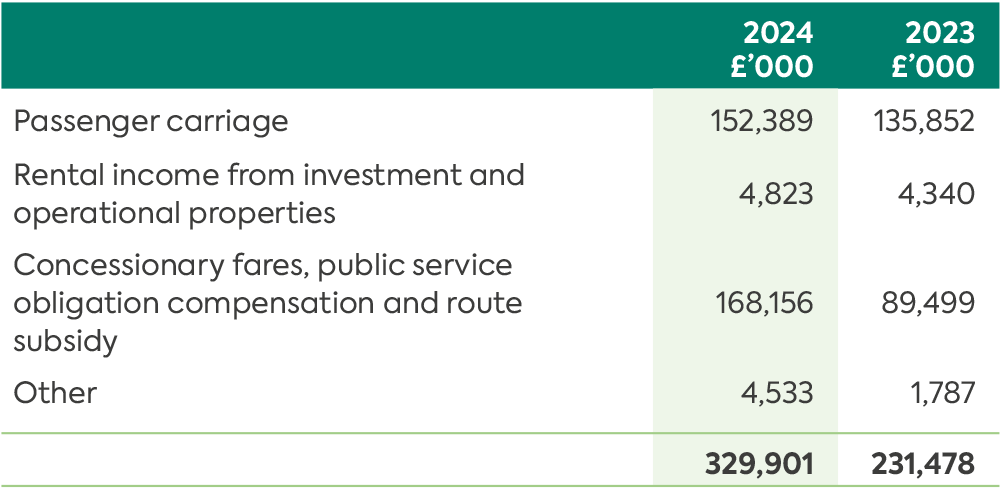 2024 2023
£’000 £’000
Passenger carriage 152,389 135,852
Rental income from investment and
operational properties 4,823 4,340
Concessionary fares, public service
obligation compensation and route 168,156 89,499
subsidy
Other 4,533 1,787
329,901 231,478